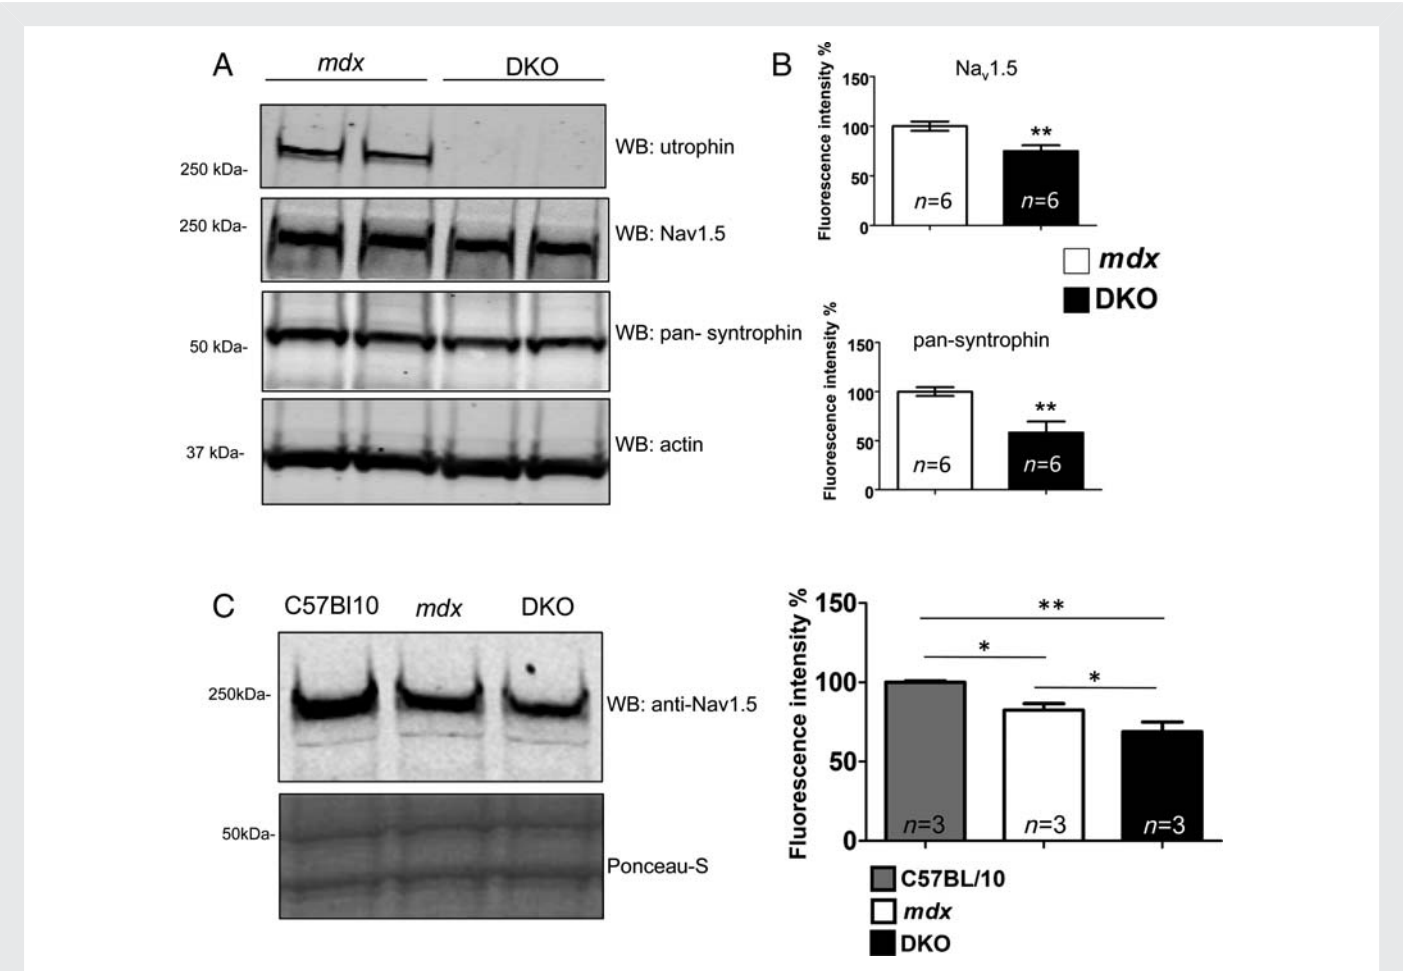 A
mdx
DKO
250 kDa-
WB: utrophin
250 kDa-
WB: Nav1.5
50 kDa-
WB: pan- syntrophin
37 kDa-
WB: actin
B
Nav1.5
Fluorescence intensity %
150
100
50
0
**
n=6
n=6
mdx
DKO
pan-syntrophin
Fluorescence intensity %
150
100
50
0
**
n=6
n=6
C
C57Bl10
mdx
DKO
250kDa-
WB: anti-Nav1.5
50kDa-
Ponceau-S
Fluorescence intensity %
150
100
50
0
**
*
*
n=3
n=3
n=3
C57BL/10
mdx
DKO